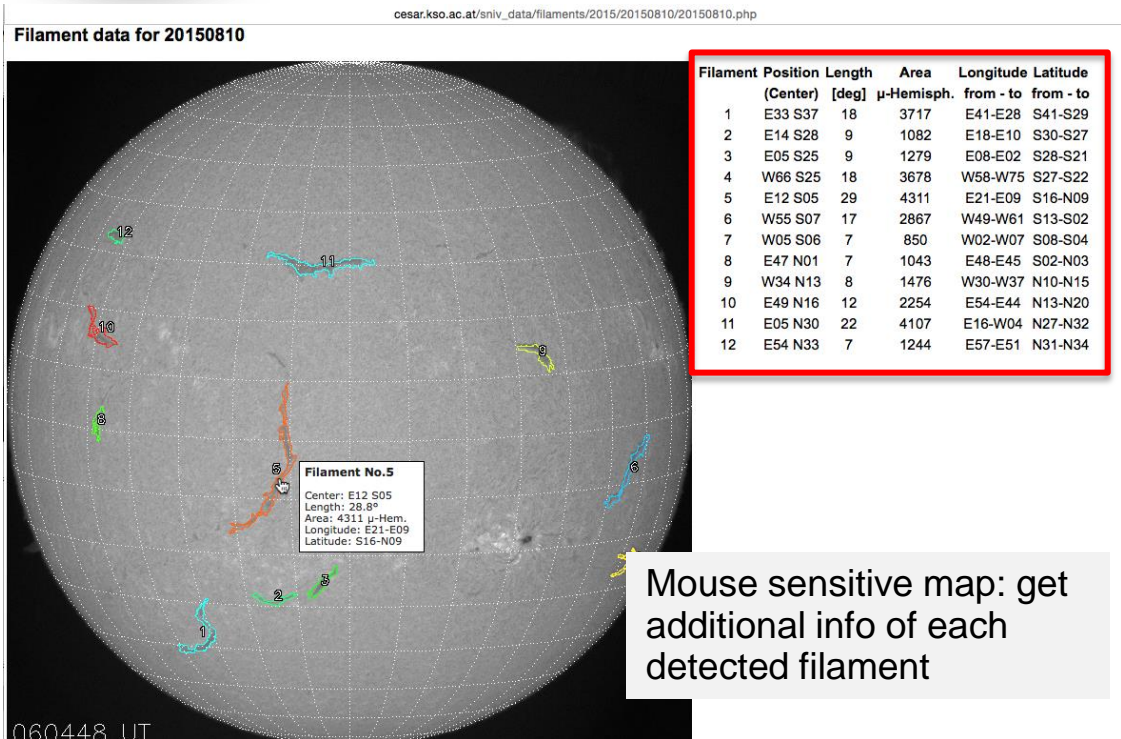 cesar.kso.ac.at/sniv_data/filaments/2015/20150810/20150810.php
Filament data for 20150810
Filament Position Length Area Longitude Latitude
(Center) [deg] μ-Hemisph. from - to from - to
1 E33 S37 18 3717 E41-E28 S41-S29
2 E14 S28 9 1082 E18-E10 S30-S27
3 E05 S25 9 1279 E08-E02 S28-S21
4 W66 S25 18 3678 W58-W75 S27-S22
5 E12 S05 29 4311 E21-E09 S16-N09
6 W55 S07 17 2867 W49-W61 S13-S02
7 W05 S06 7 850 W02-W07 S08-S04
8 E47 N01 7 1043 E48-E45 S02-N03
9 W34 N13 8 1476 W30-W37 N10-N15
10 E49 N16 12 2254 E54-E44 N13-N20
11 E05 N30 22 4107 E16-W04 N27-N32
12 E54 N33 7 1244 E57-E51 N31-N34
12
11
10
9
8
5
6
Filament No.5
Center: E12 S05
Length: 28.8°
Area: 4311 μ-Hem.
Longitude: E21-E09
Latitude: S16-N09
3
2
1
Mouse sensitive map: get
additional info of each
detected filament
060448 UT